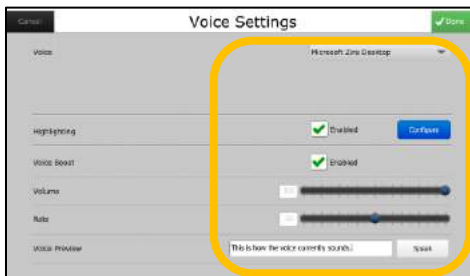 Cancel Voice Settings Done
Voice Microsoft Zira Desktop
Highlighting Enabled Configure
Voice Boost Enabled
Volume
Rate
Voice Preview This is how the voice currently sounds. Speak